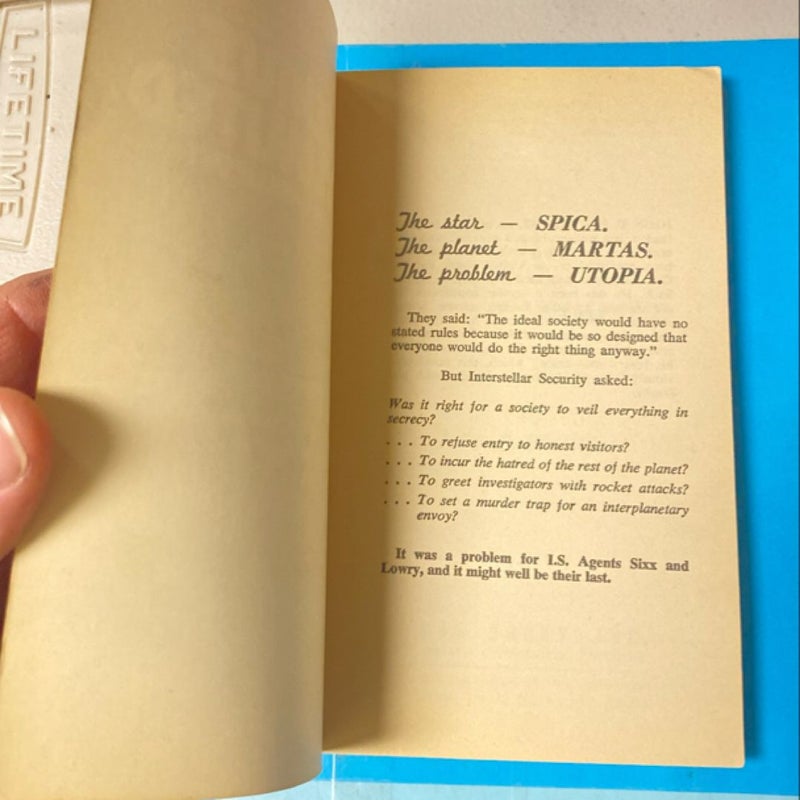 LIFETIME
The star — SPICA.
The planet — MARTAS.
The problem — UTOPIA.
They said: “The ideal society would have no
stated rules because it would be so designed that
everyone would do the right thing anyway.”
But Interstellar Security asked:
Was it right for a society to veil everything in
secrecy?
. . . To refuse entry to honest visitors?
. . . To incur the hatred of the rest of the planet?
. . . To greet investigators with rocket attacks?
. . . To set a murder trap for an interplanetary
envoy?
It was a problem for I.S. Agents Sixx and
Lowry, and it might well be their last.